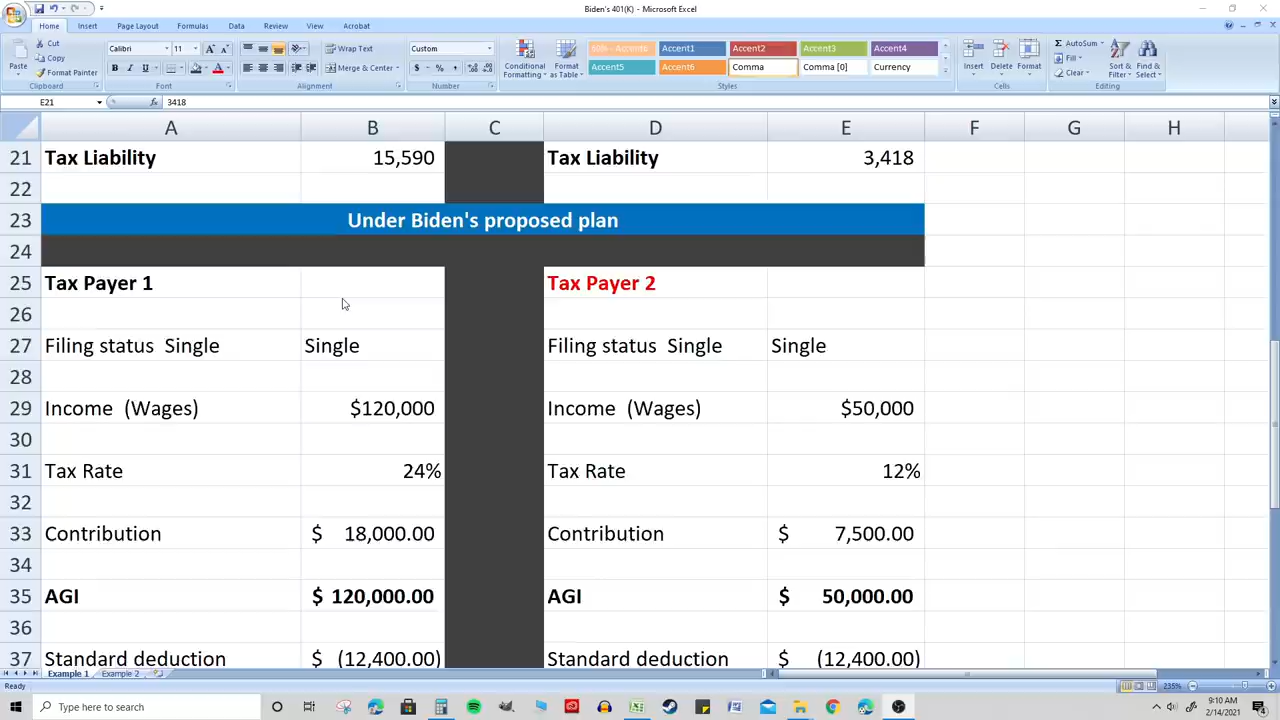 Biden's 401(K) - Microsoft Excel
Home Insert Page Layout Formulas Data Review View Acrobat
Paste
Cut
Copy
Format Painter
Clipboard
Calibri 11
B I U
Font
Wrap Text
Merge & Center
Alignment
Custom
$ % ,
Number
Conditional Formatting
Format as Table
60% - Accent6 Accent1 Accent2 Accent3 Accent4
Accent5 Accent6 Comma Comma [0] Currency
Styles
Insert Delete Format
Cells
Σ AutoSum
Fill
Clear
Sort & Filter
Find & Select
Editing
E21 fx 3418
A B C D E F G H
21 Tax Liability 15,590 Tax Liability 3,418
22
23 Under Biden's proposed plan
24
25 Tax Payer 1 Tax Payer 2
26
27 Filing status Single Single Filing status Single Single
28
29 Income (Wages) $120,000 Income (Wages) $50,000
30
31 Tax Rate 24% Tax Rate 12%
32
33 Contribution $ 18,000.00 Contribution $ 7,500.00
34
35 AGI $ 120,000.00 AGI $ 50,000.00
36
37 Standard deduction $ (12,400.00) Standard deduction $ (12,400.00)
Example 1 Example 2
Ready 235%
Type here to search
9:10 AM
2/14/2021